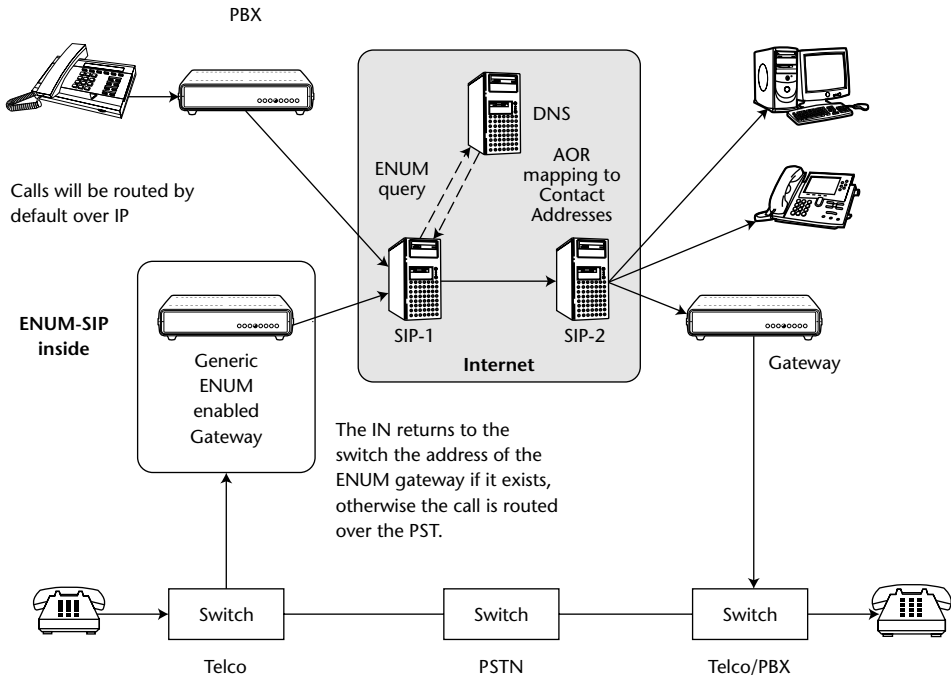 PBX
DNS
ENUM
query
AOR
mapping to
Contact
Addresses
Calls will be routed by
default over IP
ENUM-SIP
inside
SIP-1
SIP-2
Internet
Generic
ENUM
enabled
Gateway
Gateway
The IN returns to the
switch the address of the
ENUM gateway if it exists,
otherwise the call is routed
over the PST.
Switch
Switch
Switch
Telco
PSTN
Telco/PBX